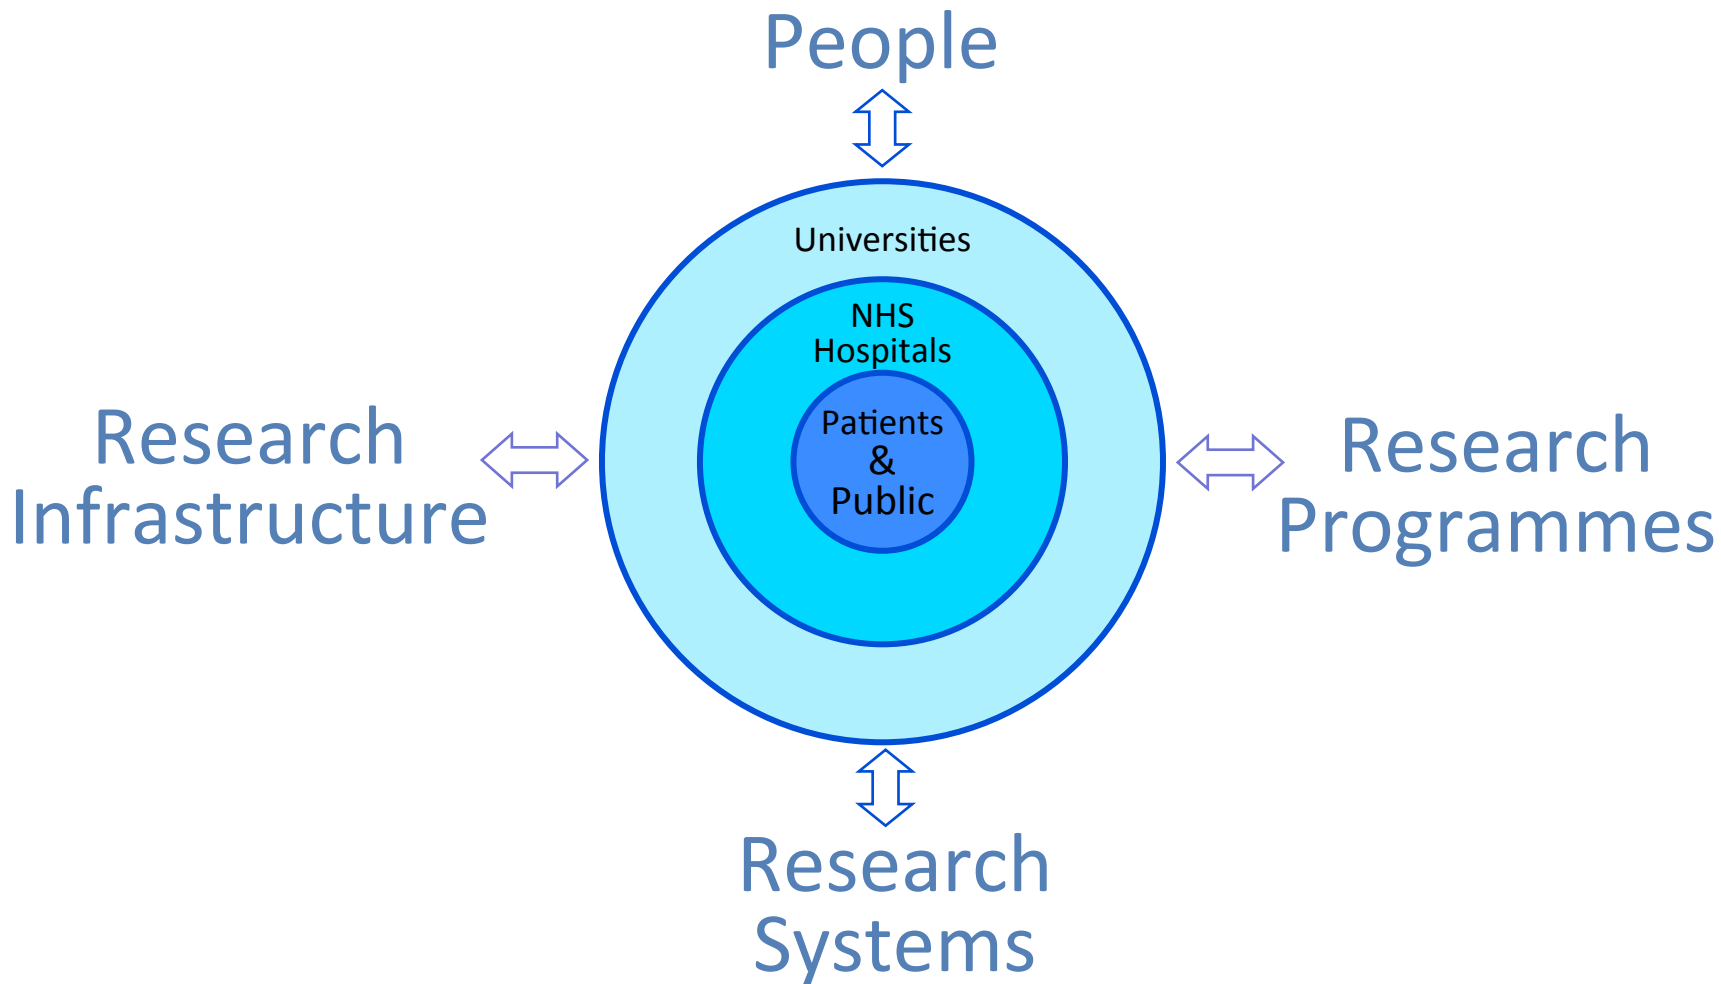 People
Universities
NHS
Hospitals
Patients
&
Public
Research
Infrastructure
Research
Programmes
Research
Systems